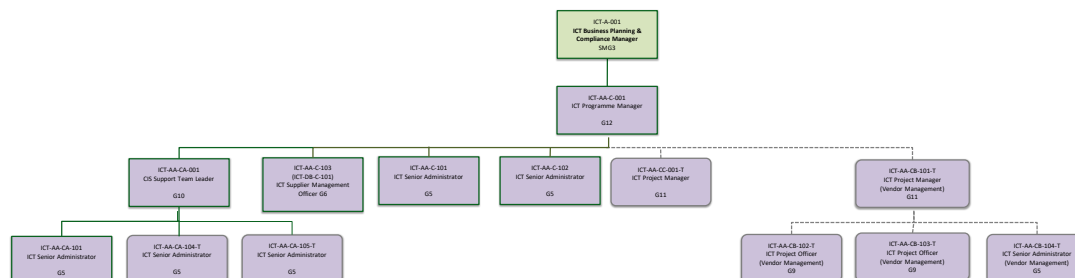 ICT-A-001
ICT Business Planning &
Compliance Manager
SMG3
ICT-AA-C-001
ICT Programme Manager
G12
ICT-AA-CA-001
CIS Support Team Leader
G10
ICT-AA-C-103
(ICT-DB-C-101)
ICT Supplier Management
Officer G6
ICT-AA-C-101
ICT Senior Administrator
G5
ICT-AA-C-102
ICT Senior Administrator
G5
ICT-AA-CC-001-T
ICT Project Manager
G11
ICT-AA-CB-101-T
ICT Project Manager
(Vendor Management)
G11
ICT-AA-CA-101
ICT Senior Administrator
G5
ICT-AA-CA-104-T
ICT Senior Administrator
G5
ICT-AA-CA-105-T
ICT Senior Administrator
G5
ICT-AA-CB-102-T
ICT Project Officer
(Vendor Management)
G9
ICT-AA-CB-103-T
ICT Project Officer
(Vendor Management)
G9
ICT-AA-CB-104-T
ICT Senior Administrator
(Vendor Management)
G5